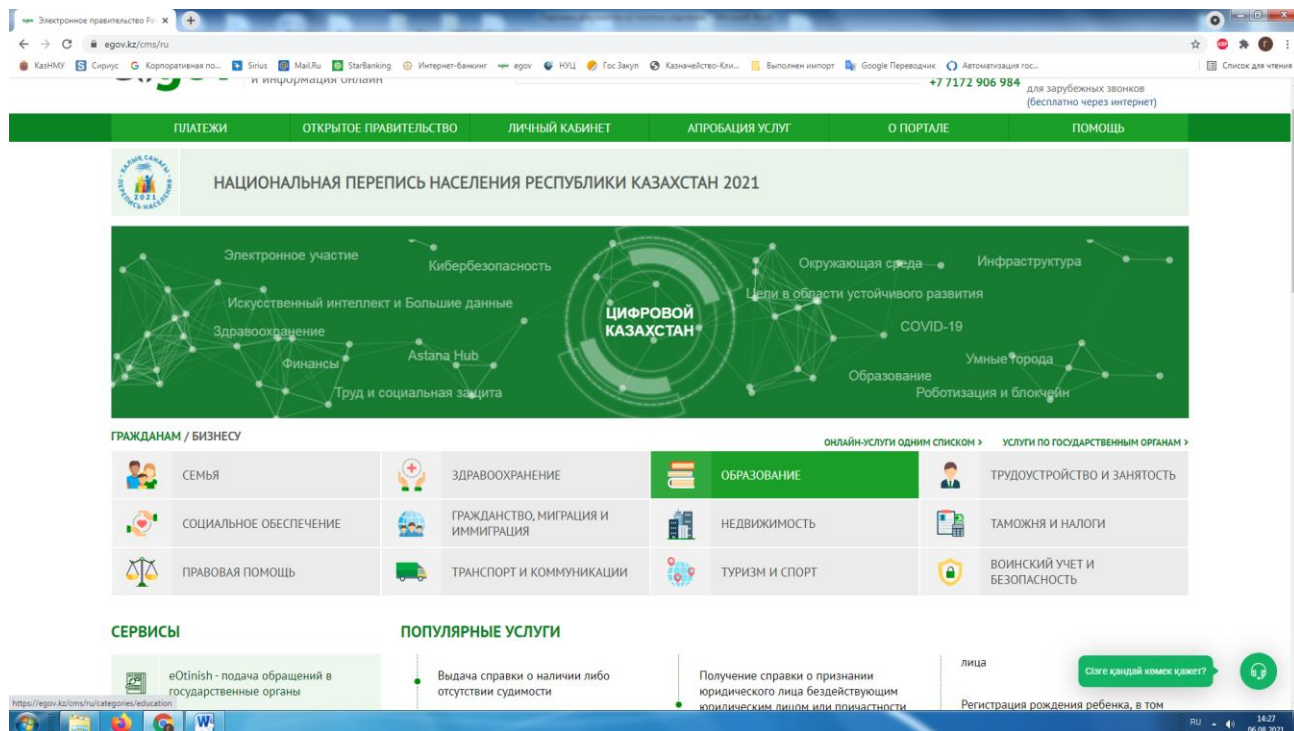 Электронное правительство Ре
egov.kz/cms/ru
КазНМУ Сириус Корпоративная по... Sirius Mail.Ru StarBanking Интернет-банкинг egov НУЦ Гос Закуп Казначейство-Кли... Выполнен импорт Google Переводчик Автоматизация гос... Список для чтения
и информация онлайн
+7 7172 906 984
для зарубежных звонков
(бесплатно через интернет)
ПЛАТЕЖИ ОТКРЫТОЕ ПРАВИТЕЛЬСТВО ЛИЧНЫЙ КАБИНЕТ АПРОБАЦИЯ УСЛУГ О ПОРТАЛЕ ПОМОЩЬ
НАЦИОНАЛЬНАЯ ПЕРЕПИСЬ НАСЕЛЕНИЯ РЕСПУБЛИКИ КАЗАХСТАН 2021
Электронное участие
Кибербезопасность
Окружающая среда
Инфраструктура
Искусственный интеллект и Большие данные
Цели в области устойчивого развития
ЦИФРОВОЙ
КАЗАХСТАН
Здравоохранение
COVID-19
Финансы
Astana Hub
Умные города
Образование
Труд и социальная защита
Роботизация и блокчейн
ГРАЖДАНАМ / БИЗНЕСУ
ОНЛАЙН-УСЛУГИ ОДНИМ СПИСКОМ > УСЛУГИ ПО ГОСУДАРСТВЕННЫМ ОРГАНАМ >
СЕМЬЯ
ЗДРАВООХРАНЕНИЕ
ОБРАЗОВАНИЕ
ТРУДОУСТРОЙСТВО И ЗАНЯТОСТЬ
СОЦИАЛЬНОЕ ОБЕСПЕЧЕНИЕ
ГРАЖДАНСТВО, МИГРАЦИЯ И
ИММИГРАЦИЯ
НЕДВИЖИМОСТЬ
ТАМОЖНЯ И НАЛОГИ
ПРАВОВАЯ ПОМОЩЬ
ТРАНСПОРТ И КОММУНИКАЦИИ
ТУРИЗМ И СПОРТ
ВОИНСКИЙ УЧЕТ И
БЕЗОПАСНОСТЬ
СЕРВИСЫ
ПОПУЛЯРНЫЕ УСЛУГИ
eOtinish - подача обращений в
государственные органы
Выдача справки о наличии либо
отсутствии судимости
Получение справки о признании
юридического лица бездействующим
юридическим лицом или причастности
лица
Регистрация рождения ребенка, в том
Сізге қандай көмек қажет?
https://egov.kz/cms/ru/categories/education
RU
14:27
06.08.2021